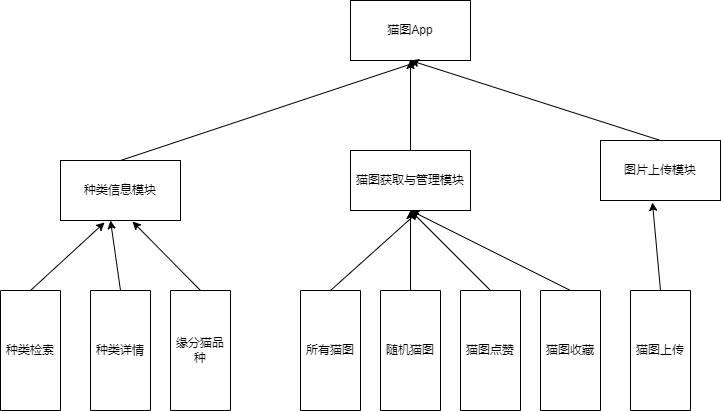 猫图App
种类信息模块
猫图获取与管理模块
图片上传模块
种类检索
种类详情
缘分猫品
种
所有猫图
随机猫图
猫图点赞
猫图收藏
猫图上传